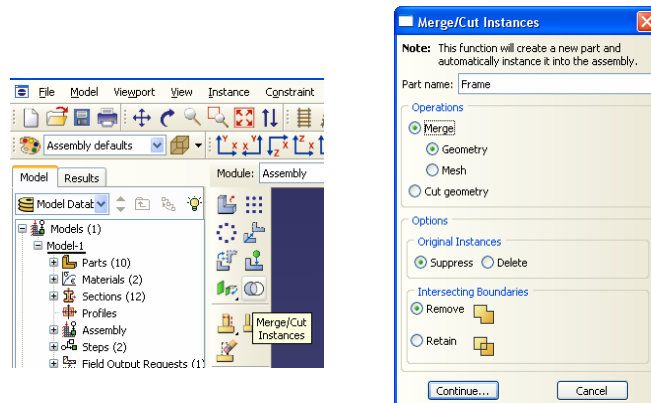 File Model Viewport View Instance Constraint
Assembly defaults
Model Results
Module: Assembly
Model Datab
Models (1)
Model-1
Parts (10)
Materials (2)
Sections (12)
Profiles
Assembly
Steps (2)
Field Output Requests (1)
Merge/Cut
Instances
Merge/Cut Instances
Note: This function will create a new part and
automatically instance it into the assembly.
Part name: Frame
Operations
Merge
Geometry
Mesh
Cut geometry
Options
Original Instances
Suppress Delete
Intersecting Boundaries
Remove
Retain
Continue... Cancel